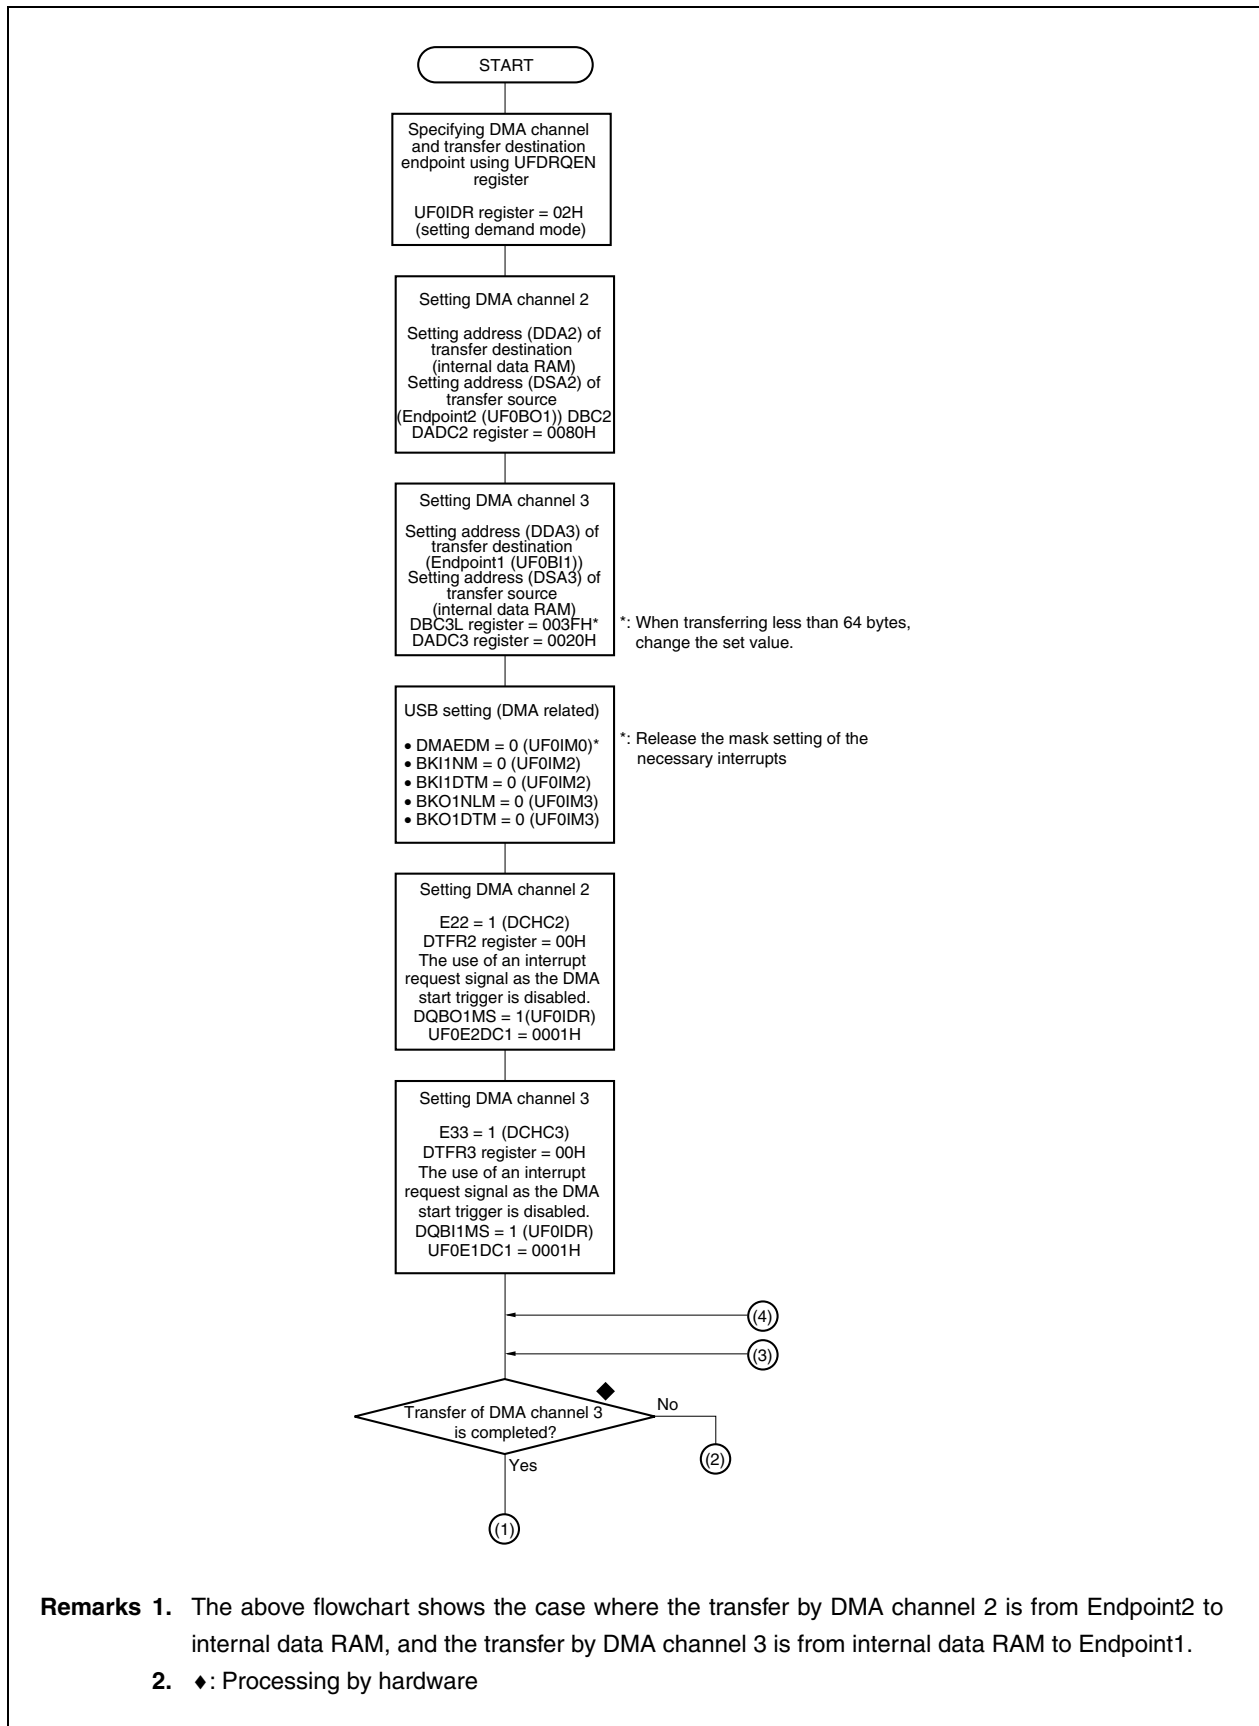 START
Specifying DMA channel
and transfer destination
endpoint using UFDRQEN
register
UF0IDR register = 02H
(setting demand mode)
Setting DMA channel 2
Setting address (DDA2) of
transfer destination
(internal data RAM)
Setting address (DSA2) of
transfer source
(Endpoint2 (UF0BO1)) DBC2
DADC2 register = 0080H
Setting DMA channel 3
Setting address (DDA3) of
transfer destination
(Endpoint1 (UF0BI1))
Setting address (DSA3) of
transfer source
(internal data RAM)
DBC3L register = 003FH*
DADC3 register = 0020H
*: When transferring less than 64 bytes,
change the set value.
USB setting (DMA related)
• DMAEDM = 0 (UF0IM0)*
• BKI1NM = 0 (UF0IM2)
• BKI1DTM = 0 (UF0IM2)
• BKO1NLM = 0 (UF0IM3)
• BKO1DTM = 0 (UF0IM3)
*: Release the mask setting of the
necessary interrupts
Setting DMA channel 2
E22 = 1 (DCHC2)
DTFR2 register = 00H
The use of an interrupt
request signal as the DMA
start trigger is disabled.
DQBO1MS = 1(UF0IDR)
UF0E2DC1 = 0001H
Setting DMA channel 3
E33 = 1 (DCHC3)
DTFR3 register = 00H
The use of an interrupt
request signal as the DMA
start trigger is disabled.
DQBI1MS = 1 (UF0IDR)
UF0E1DC1 = 0001H
(4)
(3)
Transfer of DMA channel 3
is completed?
No
(2)
Yes
(1)
Remarks 1. The above flowchart shows the case where the transfer by DMA channel 2 is from Endpoint2 to
internal data RAM, and the transfer by DMA channel 3 is from internal data RAM to Endpoint1.
2. ♦: Processing by hardware